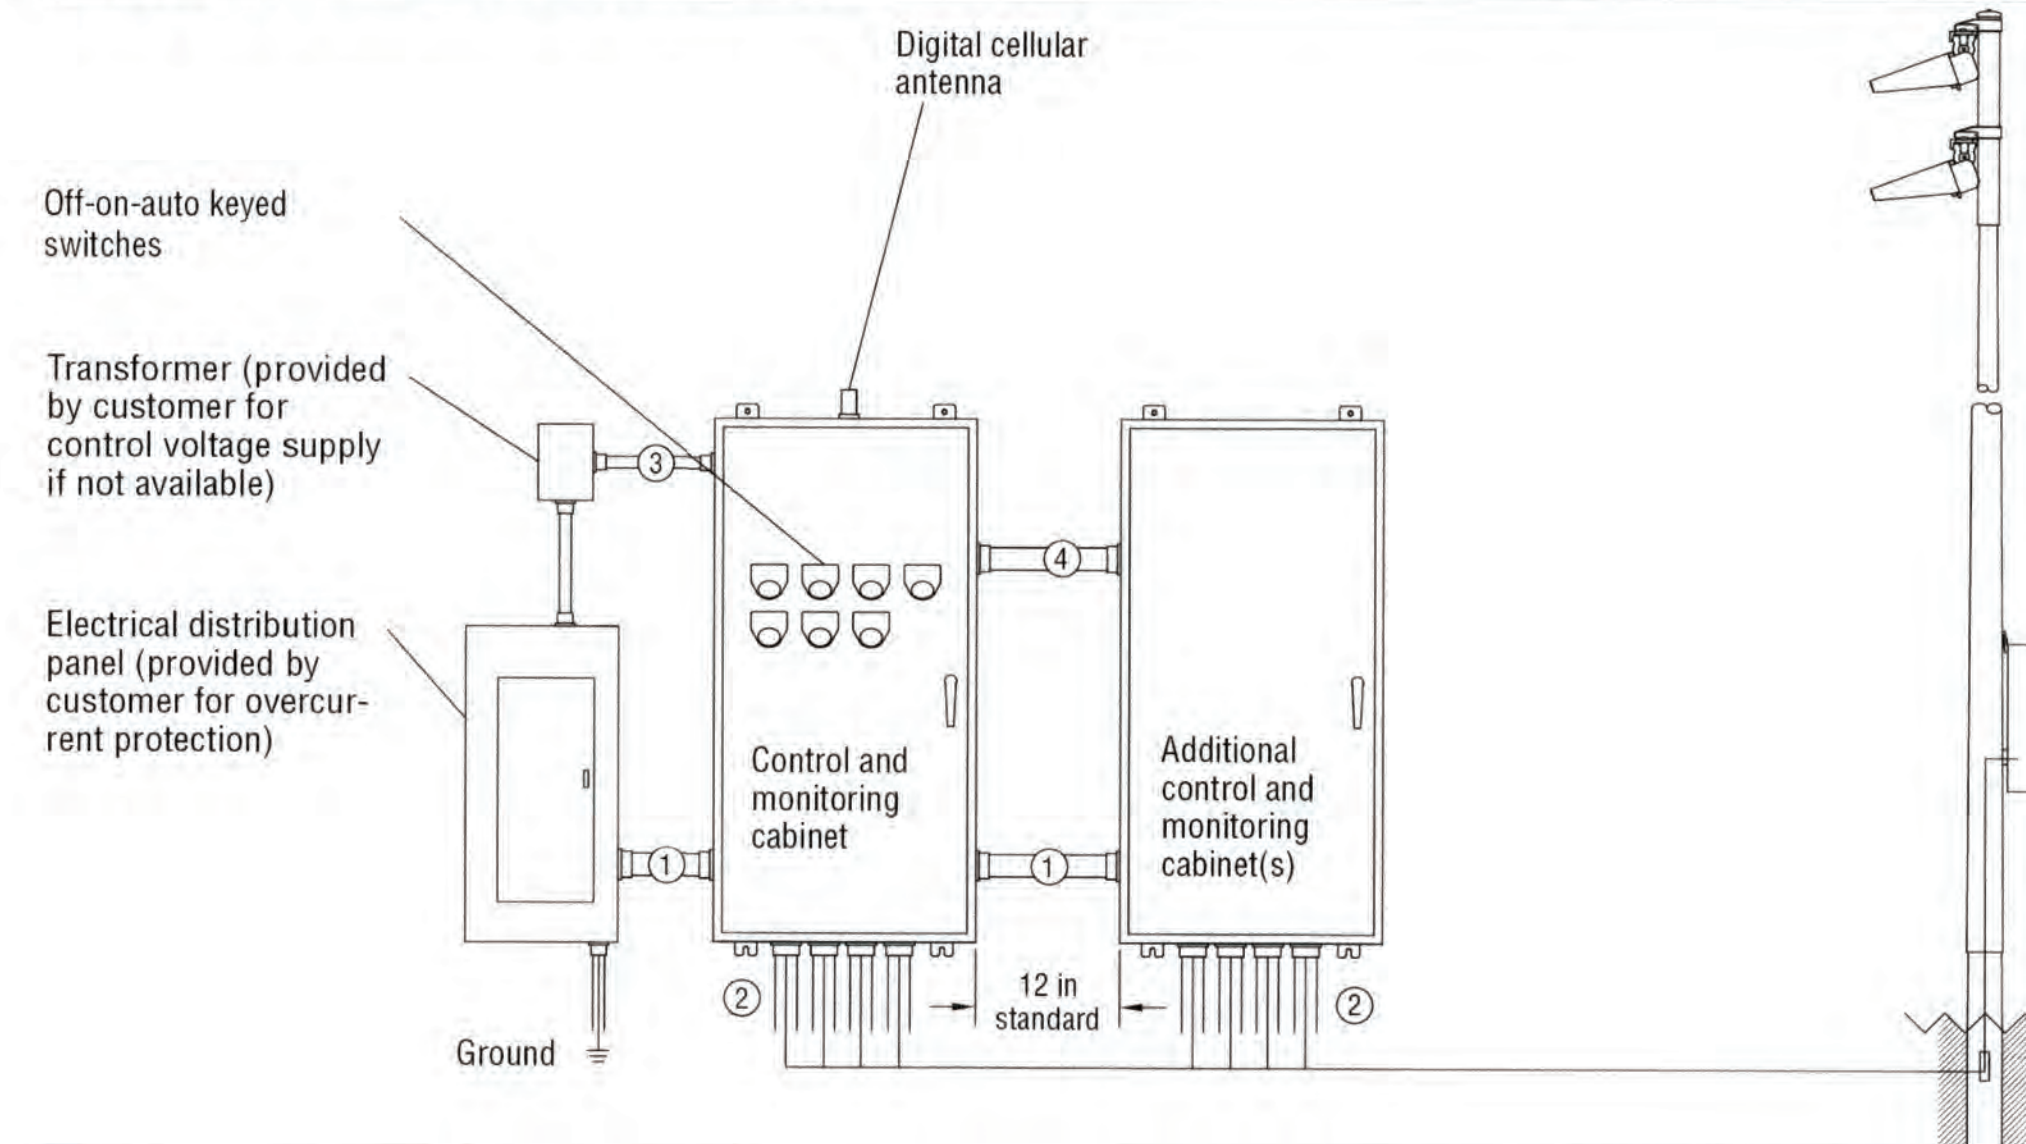 Digital cellular
antenna
Off-on-auto keyed
switches
Transformer (provided
by customer for
control voltage supply
if not available)
3
4
Electrical distribution
panel (provided by
customer for overcur-
rent protection)
Control and
monitoring
cabinet
Additional
control and
monitoring
cabinet(s)
1
1
2
12 in
standard
2
Ground